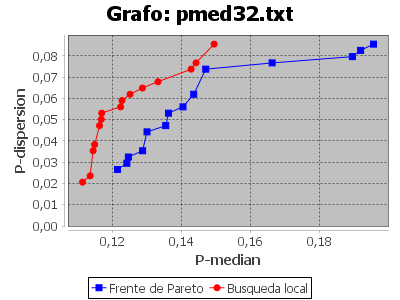 Grafo: pmed32.txt
P-dispersion
0,08
0,07
0,06
0,05
0,04
0,03
0,02
0,01
0,00
0,12
0,14
0,16
0,18
P-median
Frente de Pareto
Busqueda local